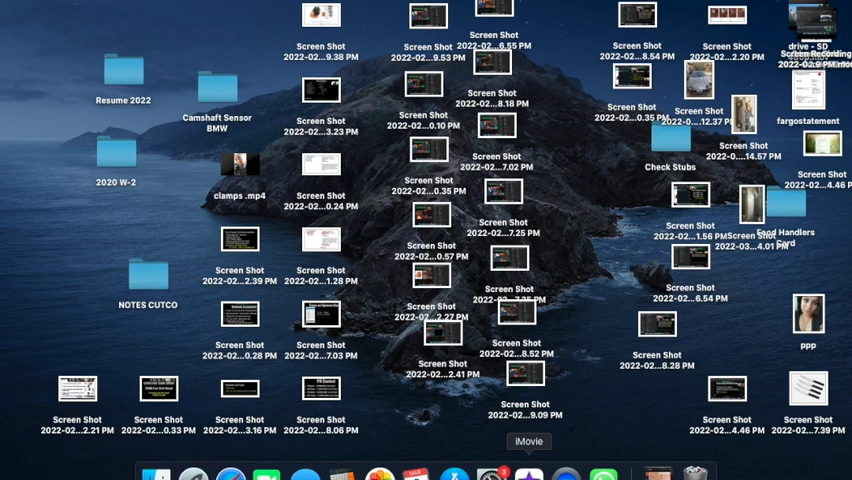 Resume 2022
Camshaft Sensor
BMW
2020 W-2
clamps .mp4
NOTES CUTCO
Screen Shot
2022-02...2.21 PM
Screen Shot
2022-02...0.33 PM
Screen Shot
2022-02...2.39 PM
Screen Shot
2022-02...0.28 PM
Screen Shot
2022-02...3.16 PM
Screen Shot
2022-02...9.38 PM
Screen Shot
2022-02...3.23 PM
Screen Shot
2022-02...0.24 PM
Screen Shot
2022-02...1.28 PM
Screen Shot
2022-02...7.03 PM
Screen Shot
2022-02...8.06 PM
Screen Shot
2022-02...9.53 PM
Screen Shot
2022-02...0.10 PM
Screen Shot
2022-02...0.35 PM
Screen Shot
2022-02...0.57 PM
Screen Shot
2022-02...2.27 PM
Screen Shot
2022-02...2.41 PM
Screen Shot
2022-02...6.55 PM
Screen Shot
2022-02...8.18 PM
Screen Shot
2022-02...7.02 PM
Screen Shot
2022-02...7.25 PM
Screen Shot
2022-02...7.35 PM
Screen Shot
2022-02...8.52 PM
Screen Shot
2022-02...9.09 PM
Screen Shot
2022-02...8.54 PM
Screen Shot
2022-02...0.35 PM
Check Stubs
Screen Shot
2022-02...1.56 PM
Screen Shot
2022-02...6.54 PM
Screen Shot
2022-02...8.28 PM
Screen Shot
2022-02...2.20 PM
Screen Shot
2022-0....12.37 PM
Screen Shot
2022-0....14.57 PM
Screen Shot
2022-03...4.01 PM
Screen Shot
2022-02...4.46 PM
drive - SD
Screen Recording
fargostatement
Screen Shot
2022-02...4.46 P
Food Handlers
Card
ppp
Screen Shot
2022-02...7.39 PM
iMovie
MAR
3